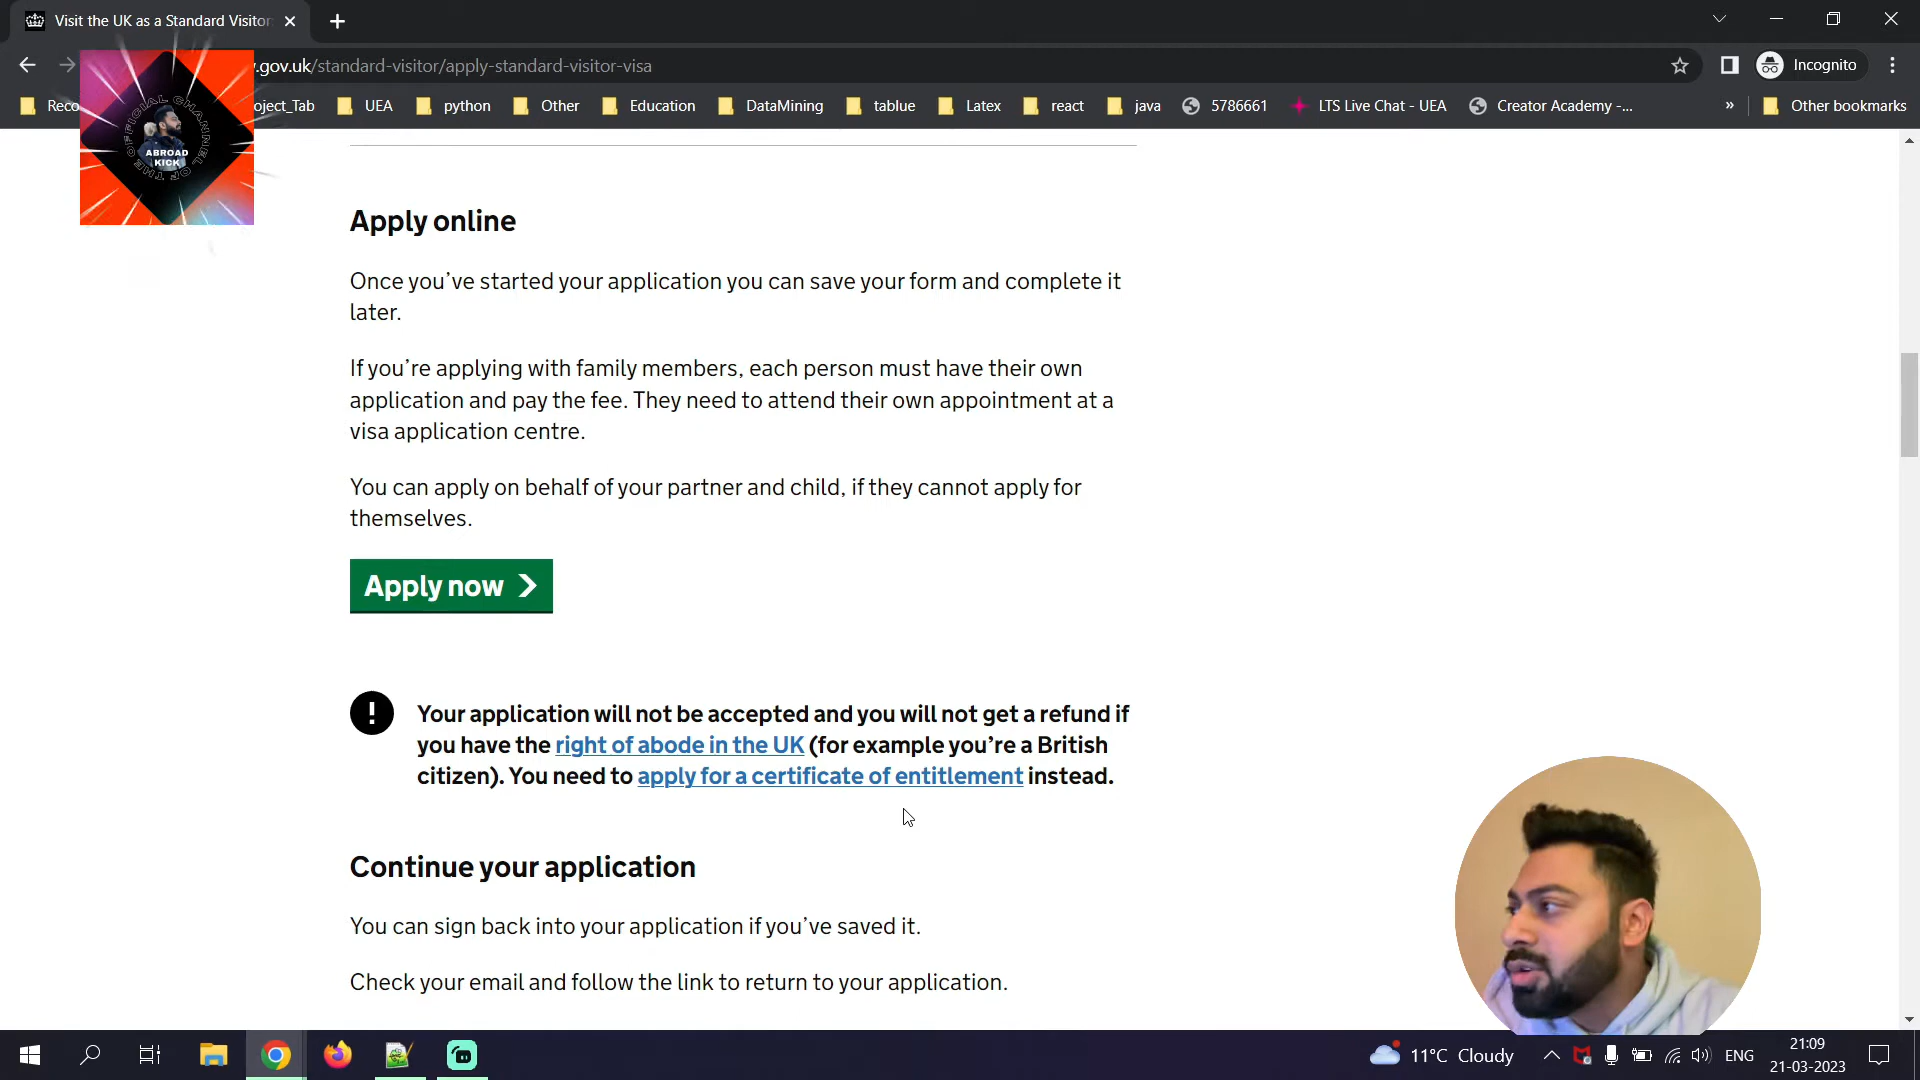 Visit the UK as a Standard Visitor
.gov.uk/standard-visitor/apply-standard-visitor-visa
Incognito
Reco
oject_Tab
UEA
python
Other
Education
DataMining
tablue
Latex
react
java
5786661
LTS Live Chat - UEA
Creator Academy -...
»
Other bookmarks
OFFICIAL CHANNEL OF THE
ABROAD
KICK
Apply online
Once you’ve started your application you can save your form and complete it
later.
If you’re applying with family members, each person must have their own
application and pay the fee. They need to attend their own appointment at a
visa application centre.
You can apply on behalf of your partner and child, if they cannot apply for
themselves.
Apply now
! Your application will not be accepted and you will not get a refund if
you have the right of abode in the UK (for example you’re a British
citizen). You need to apply for a certificate of entitlement instead.
Continue your application
You can sign back into your application if you’ve saved it.
Check your email and follow the link to return to your application.
11°C Cloudy
ENG
21:09
21-03-2023